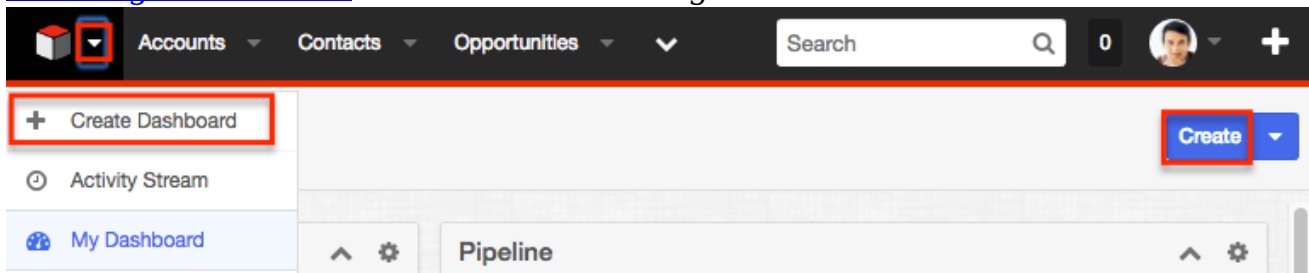 Accounts Contacts Opportunities Search 0
Create Dashboard
Create
Activity Stream
My Dashboard
Pipeline